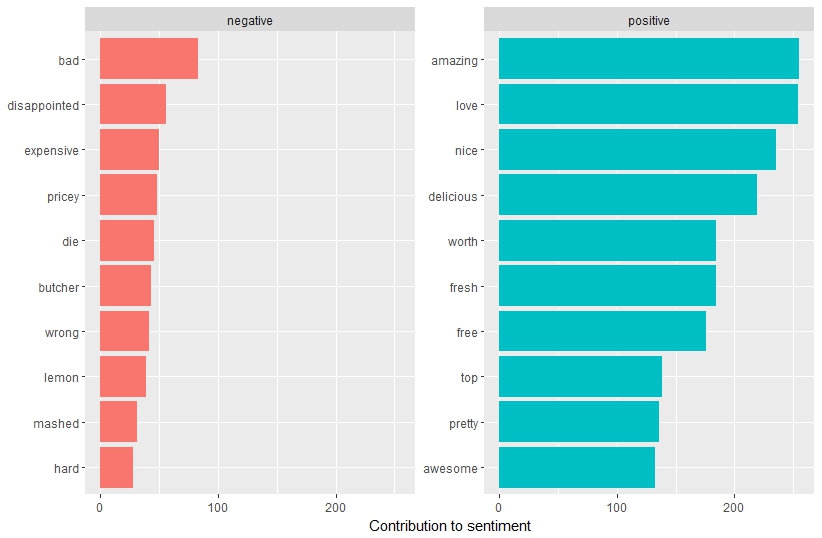 negative
bad
disappointed
expensive
pricey
die
butcher
wrong
lemon
mashed
hard
0 100 200
positive
amazing
love
nice
delicious
worth
fresh
free
top
pretty
awesome
0 100 200
Contribution to sentiment